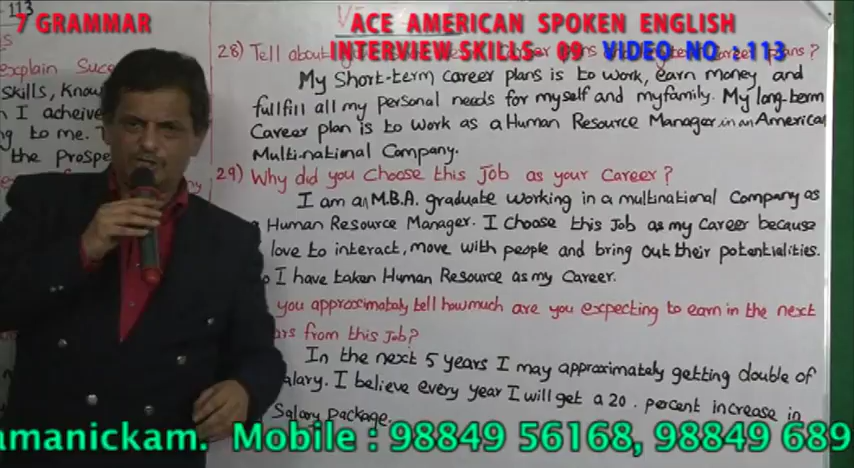 113
7 GRAMMAR
ACE AMERICAN SPOKEN ENGLISH
INTERVIEW SKILLS- 09 VIDEO NO : 113
explain Succ
skills, Know
I acheive
ng to me. T
the Prospe
28) Tell about plans ?
My Short-term career plans is to work, earn money and
fullfill all my personal needs for myself and my family. My long-term
Career plan is to work as a Human Resource Manager in an America
Multi-national Company.
29) Why did you choose this Job as your Career ?
I am an M.B.A. graduate working in a multinational Company as
Human Resource Manager. I choose this Job as my Career because
love to interact, move with people and bring out their potentialities.
I have taken Human Resource as my Career.
you approximately tell how much are you expecting to earn in the next
ars from this Job?
In the next 5 years I may approximately getting double of
alary. I believe every year I will get a 20 . percent increase in
Salary package.
amanickam. Mobile : 98849 56168, 98849 689